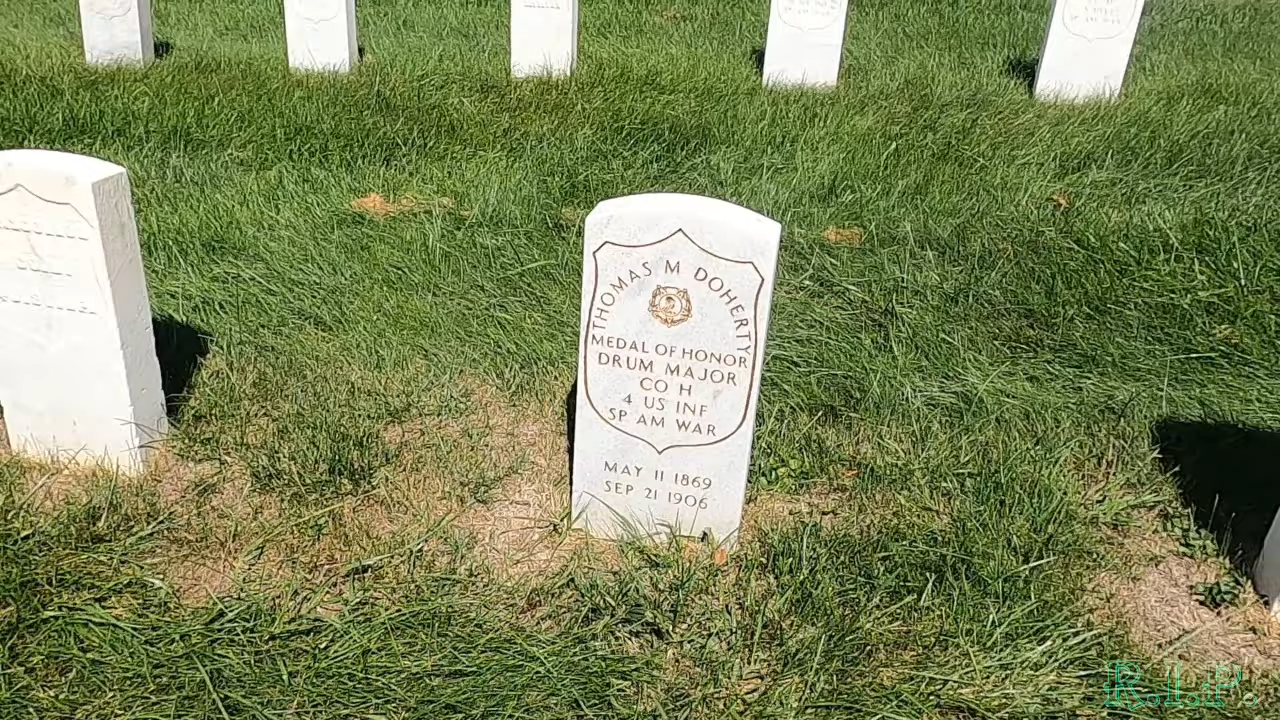 THOMAS M DOHERTY
MEDAL OF HONOR
DRUM MAJOR
CO H
4 US INF
SP AM WAR
MAY 11 1869
SEP 21 1906
R.I.P.